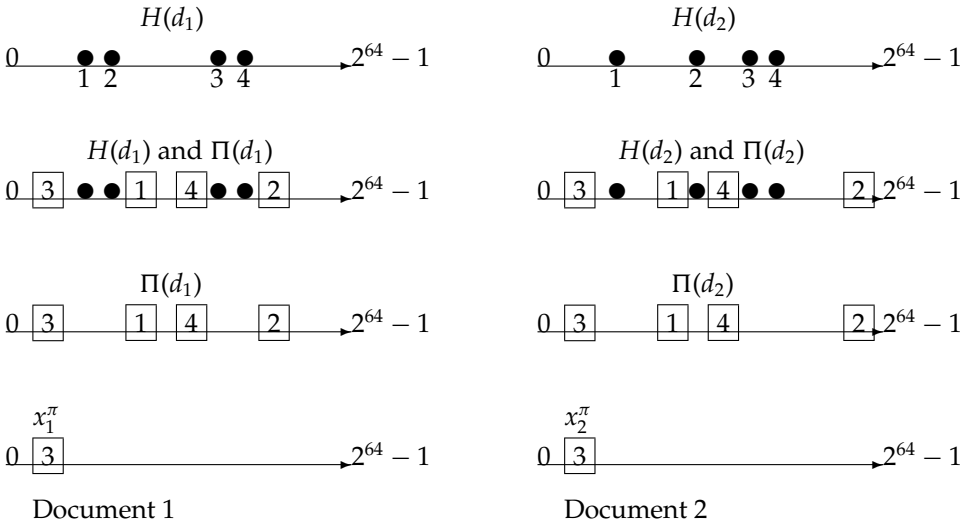 H(d₁)
0 2⁶⁴ − 1
1 2 3 4
H(d₁) and Π(d₁)
0 3 1 4 2 2⁶⁴ − 1
Π(d₁)
0 3 1 4 2 2⁶⁴ − 1
x₁^π
0 3 2⁶⁴ − 1
Document 1
H(d₂)
0 2⁶⁴ − 1
1 2 3 4
H(d₂) and Π(d₂)
0 3 1 4 2 2⁶⁴ − 1
Π(d₂)
0 3 1 4 2 2⁶⁴ − 1
x₂^π
0 3 2⁶⁴ − 1
Document 2